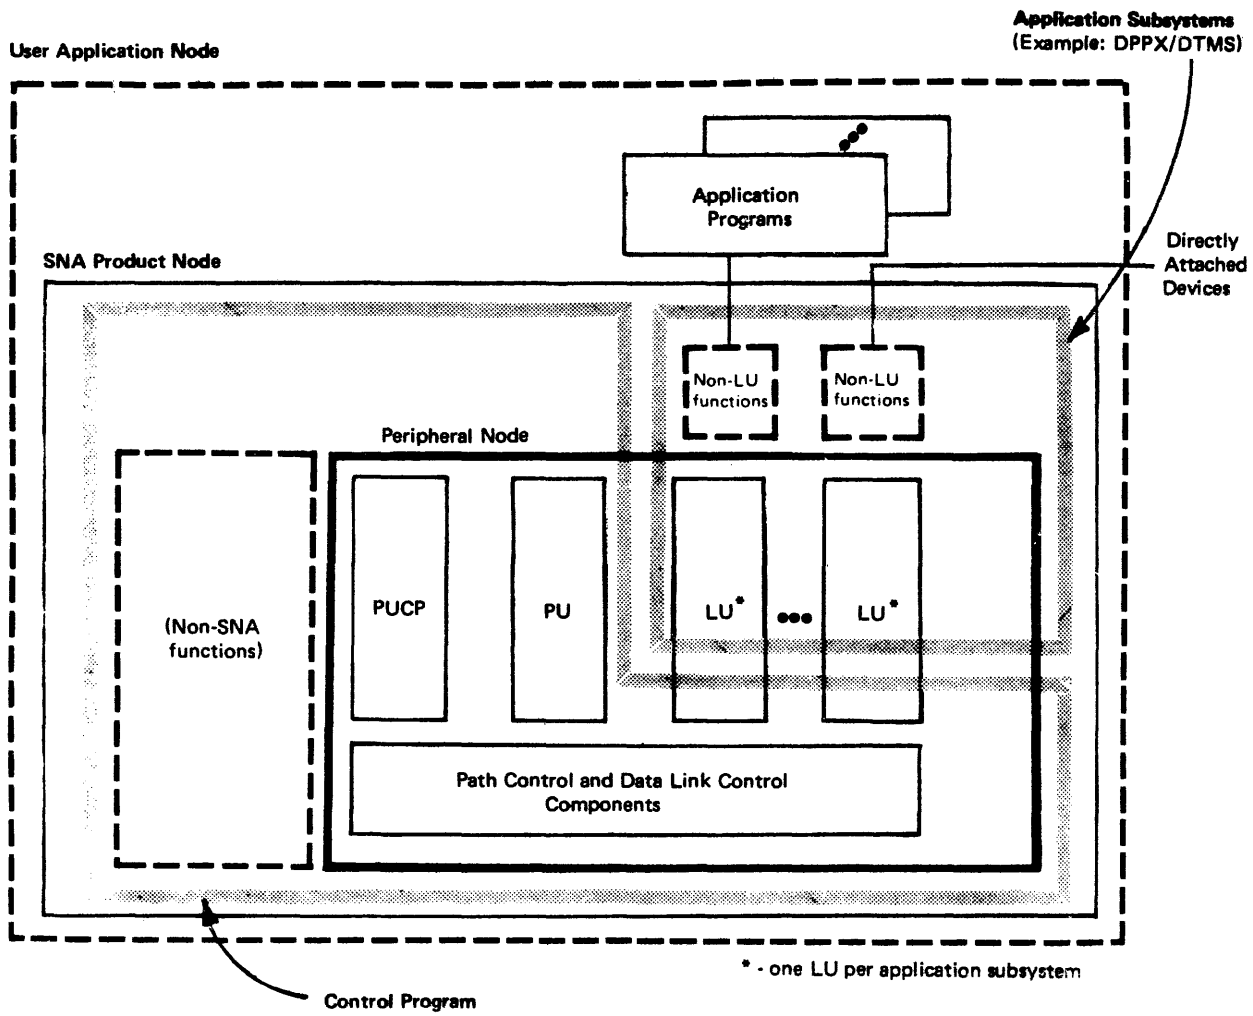 Application Subsystems
(Example: DPPX/DTMS)
User Application Node
Application
Programs
Directly
Attached
Devices
SNA Product Node
Non-LU
functions
Non-LU
functions
Peripheral Node
(Non-SNA
functions)
PUCP
PU
LU*
LU*
Path Control and Data Link Control
Components
* - one LU per application subsystem
Control Program